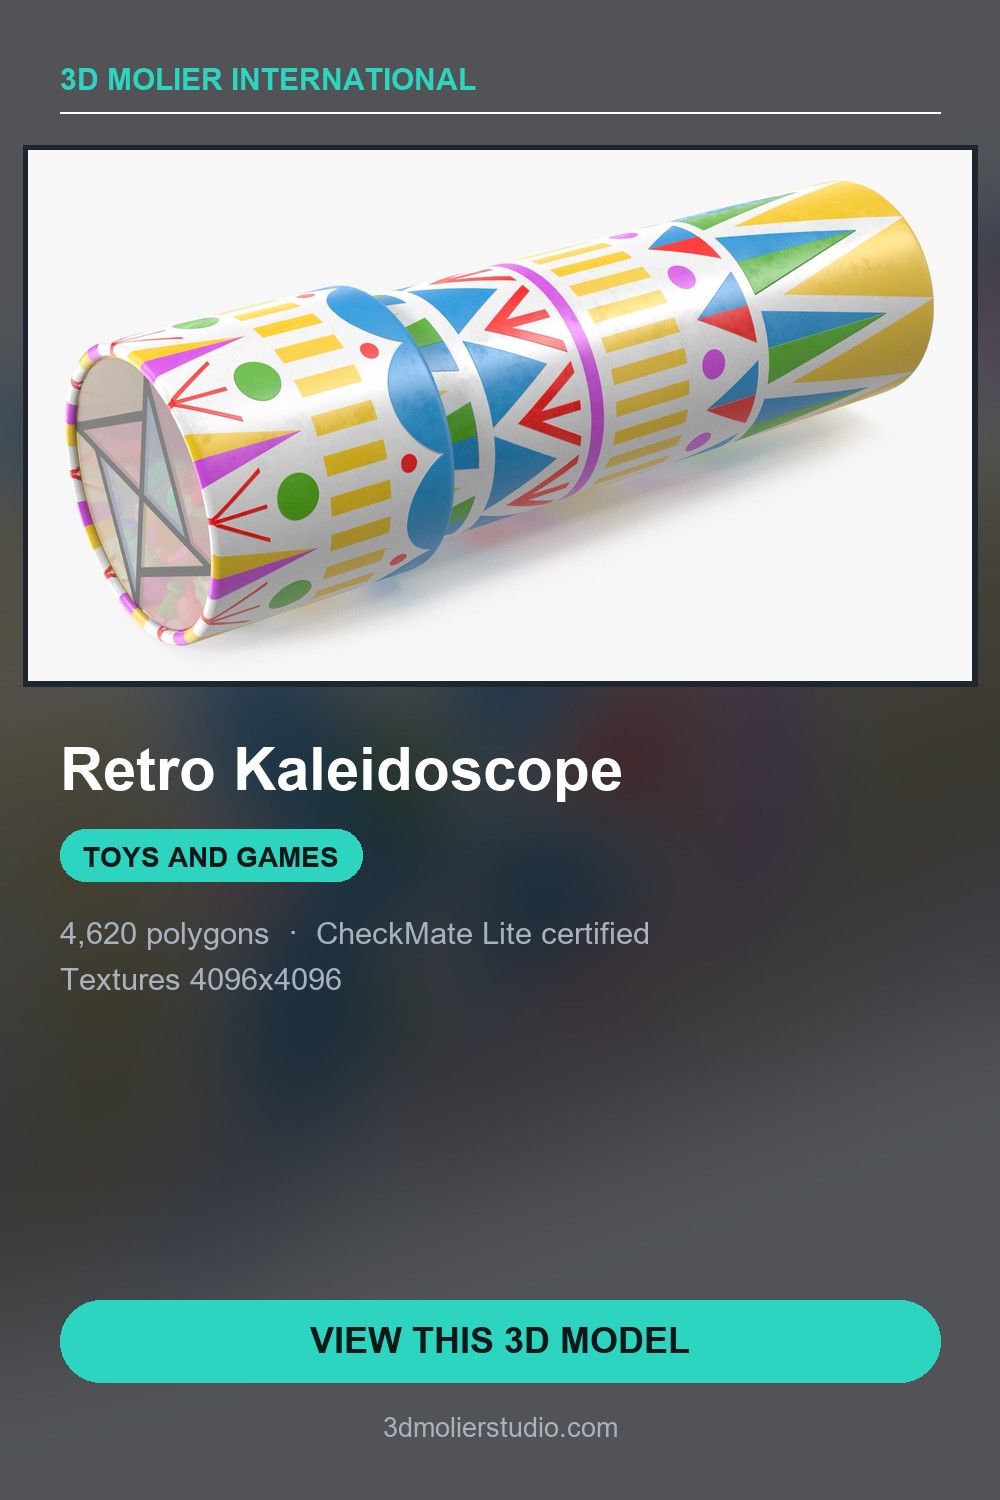 3D MOLIER INTERNATIONAL
Retro Kaleidoscope
TOYS AND GAMES
4,620 polygons · CheckMate Lite certified
Textures 4096x4096
VIEW THIS 3D MODEL
3dmolierstudio.com